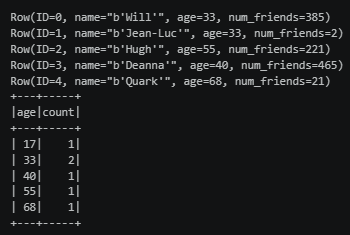 Row(ID=0, name="b'Will'", age=33, num_friends=385)
Row(ID=1, name="b'Jean-Luc'", age=33, num_friends=2)
Row(ID=2, name="b'Hugh'", age=55, num_friends=221)
Row(ID=3, name="b'Deanna'", age=40, num_friends=465)
Row(ID=4, name="b'Quark'", age=68, num_friends=21)
+---+-----+
|age|count|
+---+-----+
| 17|    1|
| 33|    2|
| 40|    1|
| 55|    1|
| 68|    1|
+---+-----+